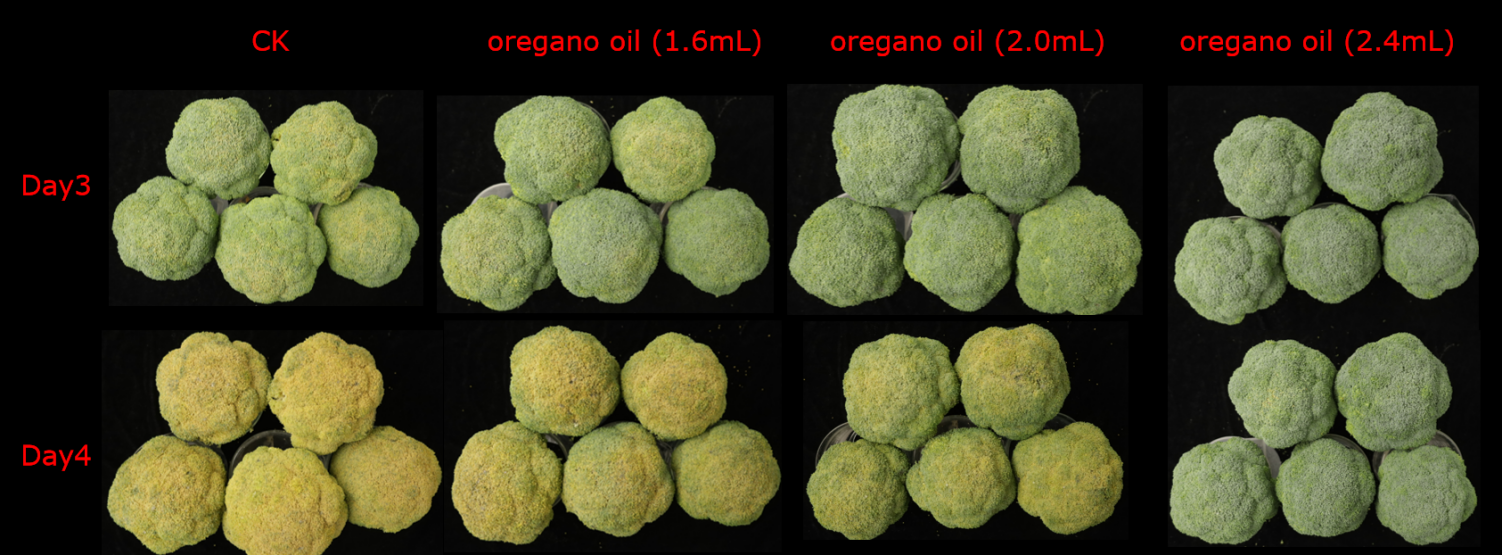 CK
oregano oil (1.6mL)
oregano oil (2.0mL)
oregano oil (2.4mL)
Day3
Day4